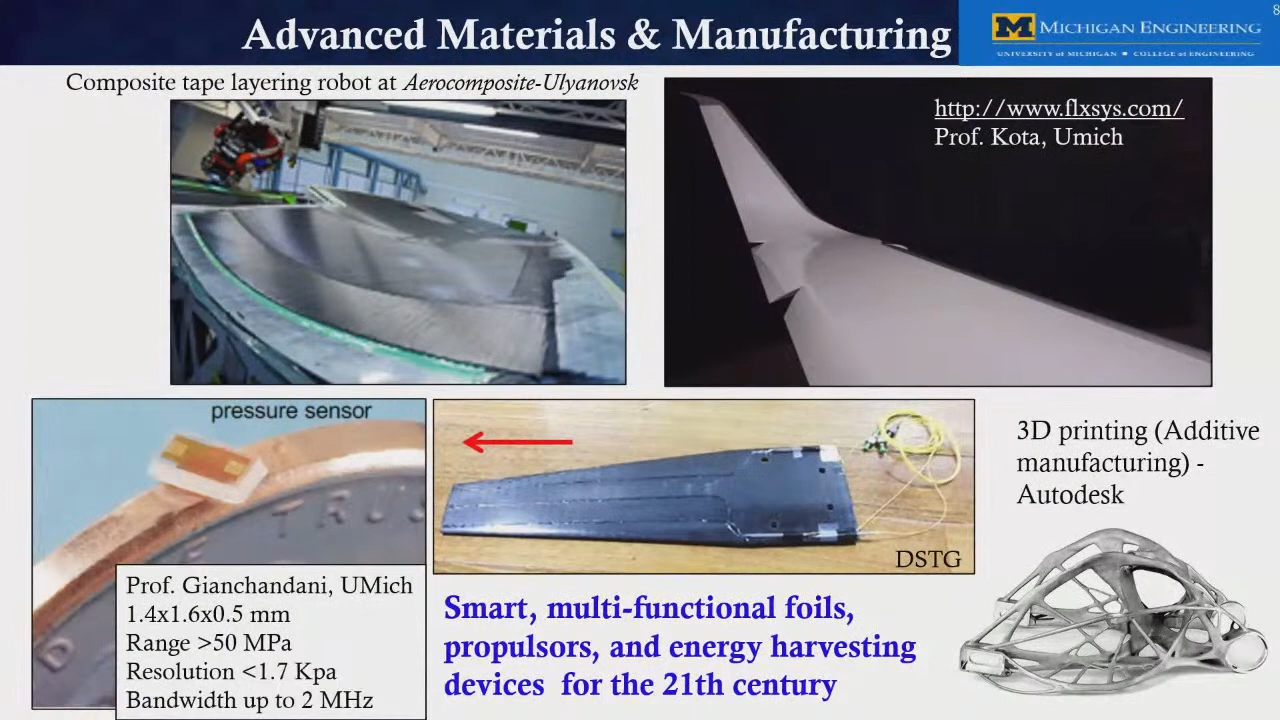 Advanced Materials & Manufacturing
M MICHIGAN ENGINEERING
UNIVERSITY of MICHIGAN ■ COLLEGE of ENGINEERING
8
Composite tape layering robot at Aerocomposite-Ulyanovsk
http://www.flxsys.com/
Prof. Kota, Umich
pressure sensor
Prof. Gianchandani, UMich
1.4x1.6x0.5 mm
Range >50 MPa
Resolution <1.7 Kpa
Bandwidth up to 2 MHz
DSTG
Smart, multi-functional foils,
propulsors, and energy harvesting
devices for the 21th century
3D printing (Additive
manufacturing) -
Autodesk